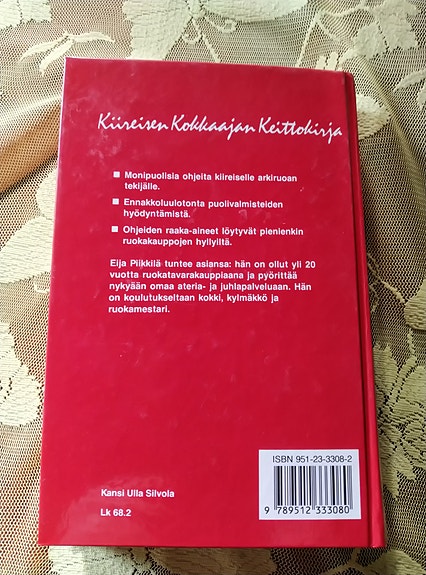 Kiireisen Kokkaajan Keittokirja
Monipuolisia ohjeita kiireiselle arkiruoan
tekijälle.
Ennakkoluulotonta puolivalmisteiden
hyödyntämistä.
Ohjeiden raaka-aineet löytyvät pienienkin
ruokakauppojen hyllyiltä.
Eija Pilkkilä tuntee asiansa: hän on ollut yli 20
vuotta ruokatavarakauppiaana ja pyörittää
nykyään omaa ateria- ja juhlapalveluaan. Hän
on koulutukseltaan kokki, kylmäkkö ja
ruokamestari.
ISBN 951-23-3308-2
9 789512 333080
Kansi Ulla Silvola
Lk 68.2